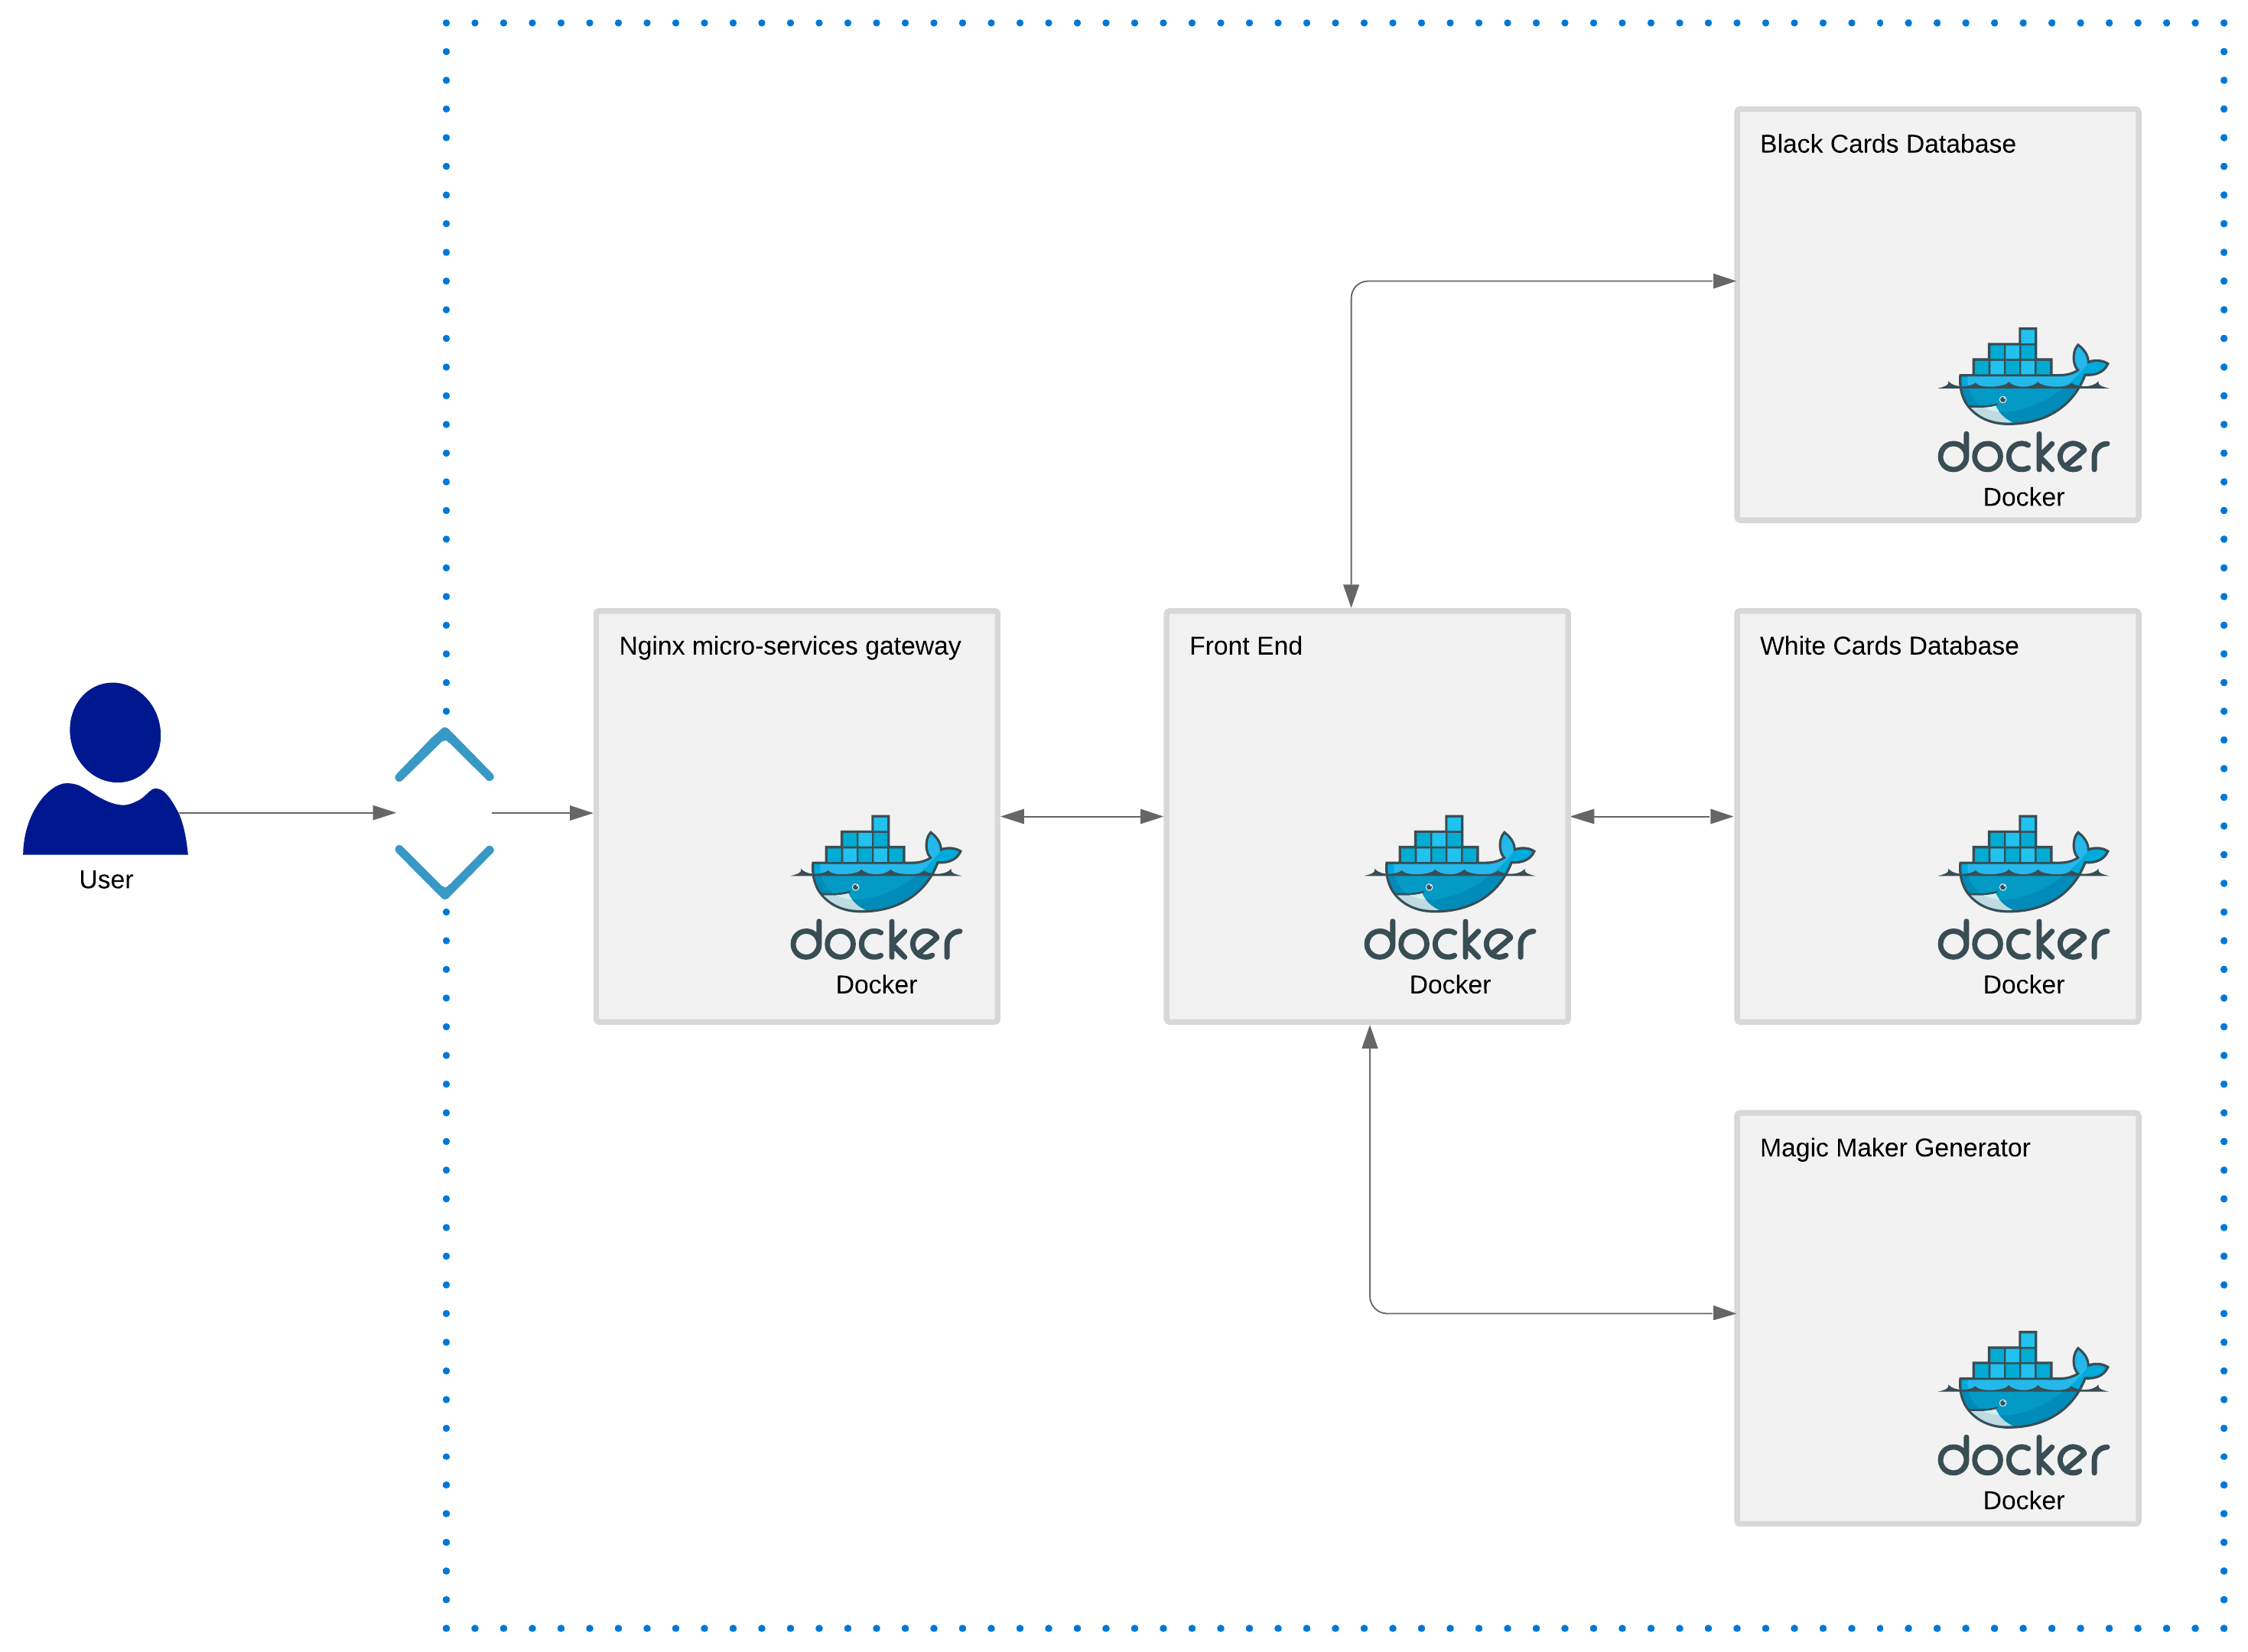 Black Cards Database
docker
Docker
Nginx micro-services gateway
docker
Docker
Front End
docker
Docker
White Cards Database
docker
Docker
User
Magic Maker Generator
docker
Docker